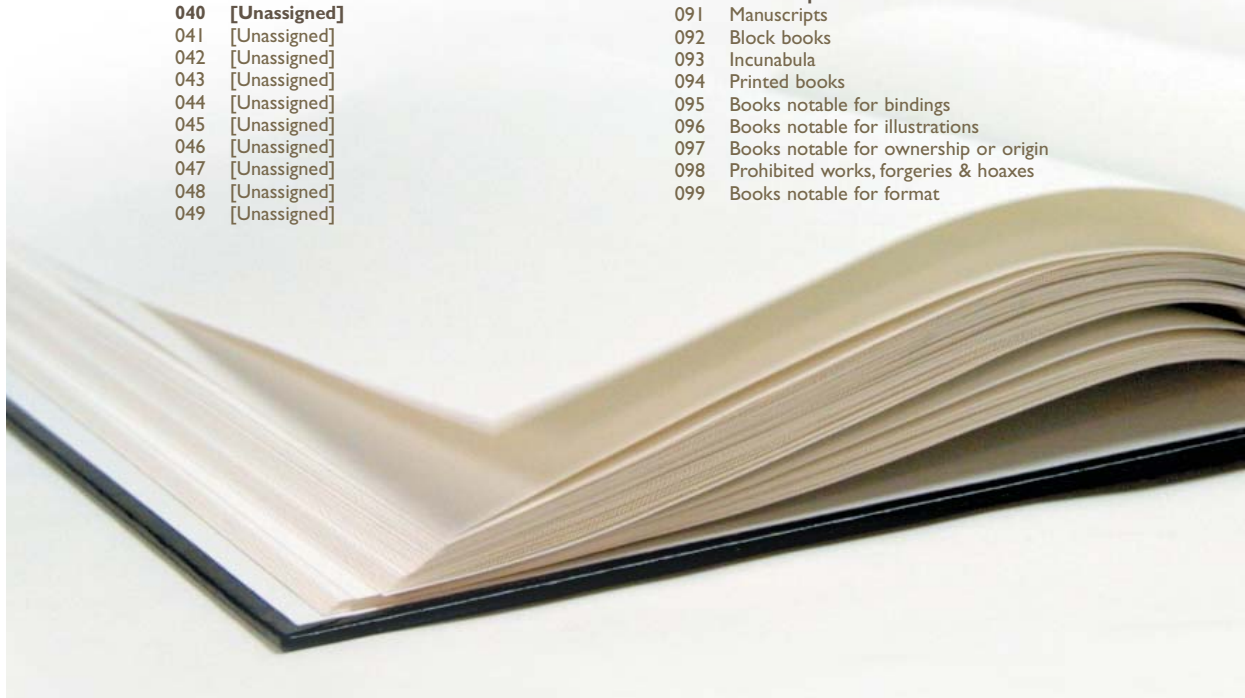 040 [Unassigned]
041 [Unassigned]
042 [Unassigned]
043 [Unassigned]
044 [Unassigned]
045 [Unassigned]
046 [Unassigned]
047 [Unassigned]
048 [Unassigned]
049 [Unassigned]
091 Manuscripts
092 Block books
093 Incunabula
094 Printed books
095 Books notable for bindings
096 Books notable for illustrations
097 Books notable for ownership or origin
098 Prohibited works, forgeries & hoaxes
099 Books notable for format